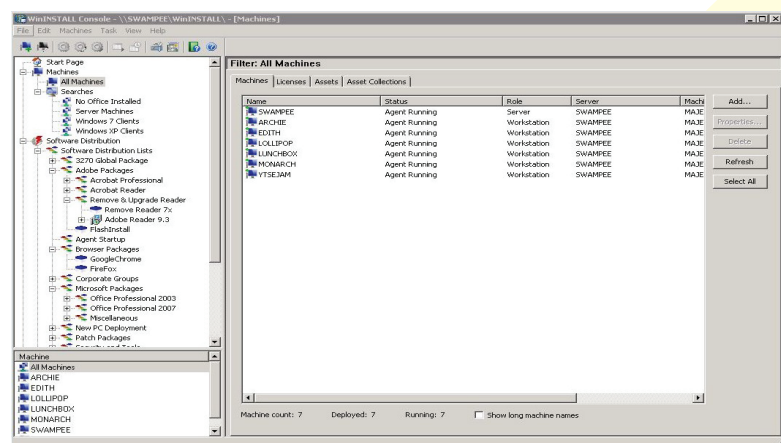 WinINSTALL Console - \\SWAMPEE\WinINSTALL\ - [Machines]
File Edit Machines Task View Help
Start Page
Machines
All Machines
Searches
No Office Installed
Server Machines
Windows 7 Clients
Windows XP Clients
Software Distribution
Software Distribution Lists
3270 Global Package
Adobe Packages
Acrobat Professional
Acrobat Reader
Remove & Upgrade Reader
Remove Reader 7x
Adobe Reader 9.3
FlashInstall
Agent Startup
Browser Packages
GoogleChrome
FireFox
Corporate Groups
Microsoft Packages
Office Professional 2003
Office Professional 2007
Miscellaneous
New PC Deployment
Patch Packages
Machine
All Machines
ARCHIE
EDITH
LOLLIPOP
LUNCHBOX
MONARCH
SWAMPEE
Filter: All Machines
Machines Licenses Assets Asset Collections
Name Status Role Server Machi
SWAMPEE Agent Running Server SWAMPEE MAJE
ARCHIE Agent Running Workstation SWAMPEE MAJE
EDITH Agent Running Workstation SWAMPEE MAJE
LOLLIPOP Agent Running Workstation SWAMPEE MAJE
LUNCHBOX Agent Running Workstation SWAMPEE MAJE
MONARCH Agent Running Workstation SWAMPEE MAJE
YTSEJAM Agent Running Workstation SWAMPEE MAJE
Add...
Properties...
Delete
Refresh
Select All
Machine count: 7 Deployed: 7 Running: 7 Show long machine names